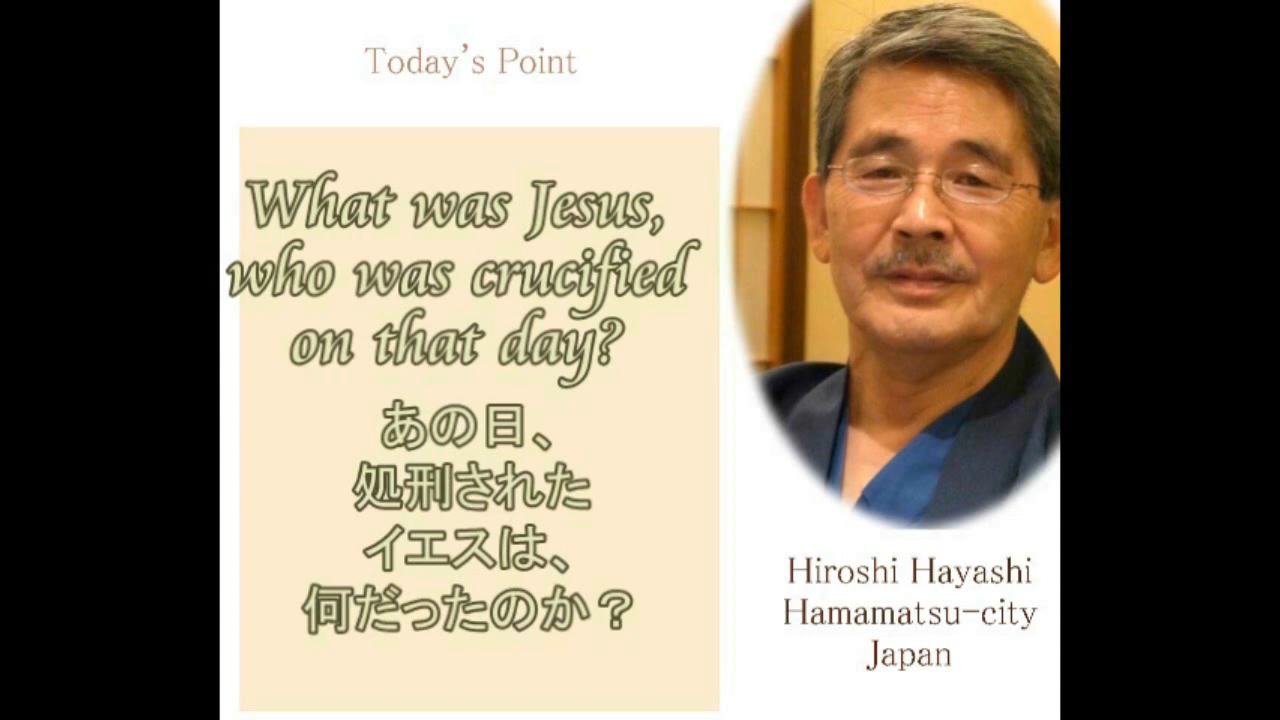 Today's Point
What was Jesus,
who was crucified
on that day?
あの日、
処刑された
イエスは、
何だったのか？
Hiroshi Hayashi
Hamamatsu-city
Japan